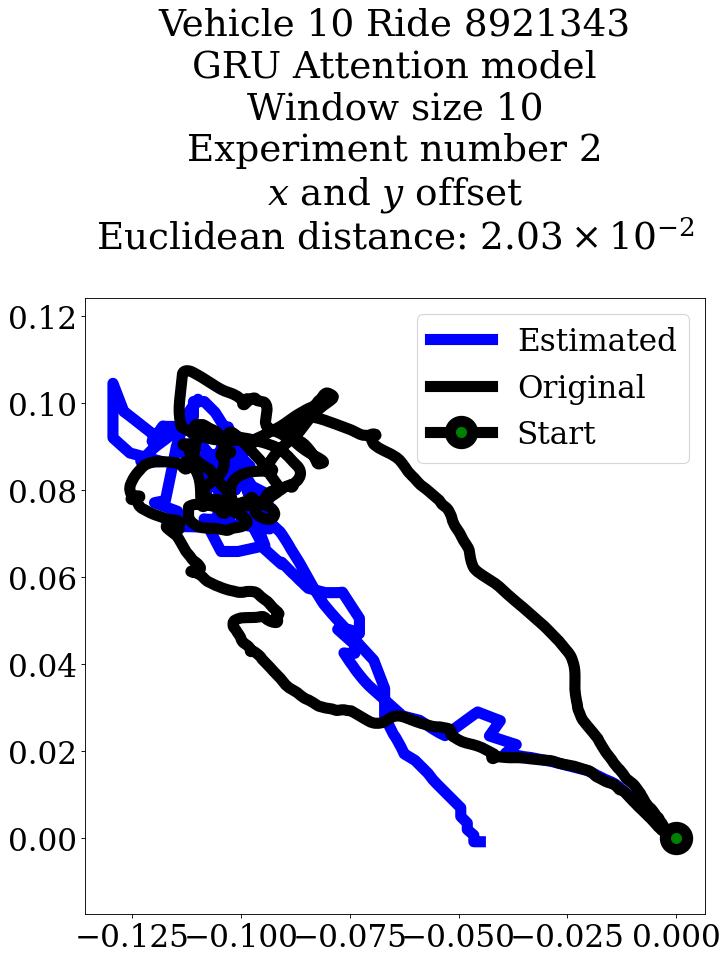 Vehicle 10 Ride 8921343
GRU Attention model
Window size 10
Experiment number 2
x and y offset
Euclidean distance: 2.03 × 10⁻²
Estimated
Original
Start
0.12
0.10
0.08
0.06
0.04
0.02
0.00
−0.125 −0.100 −0.075 −0.050 −0.025 0.000